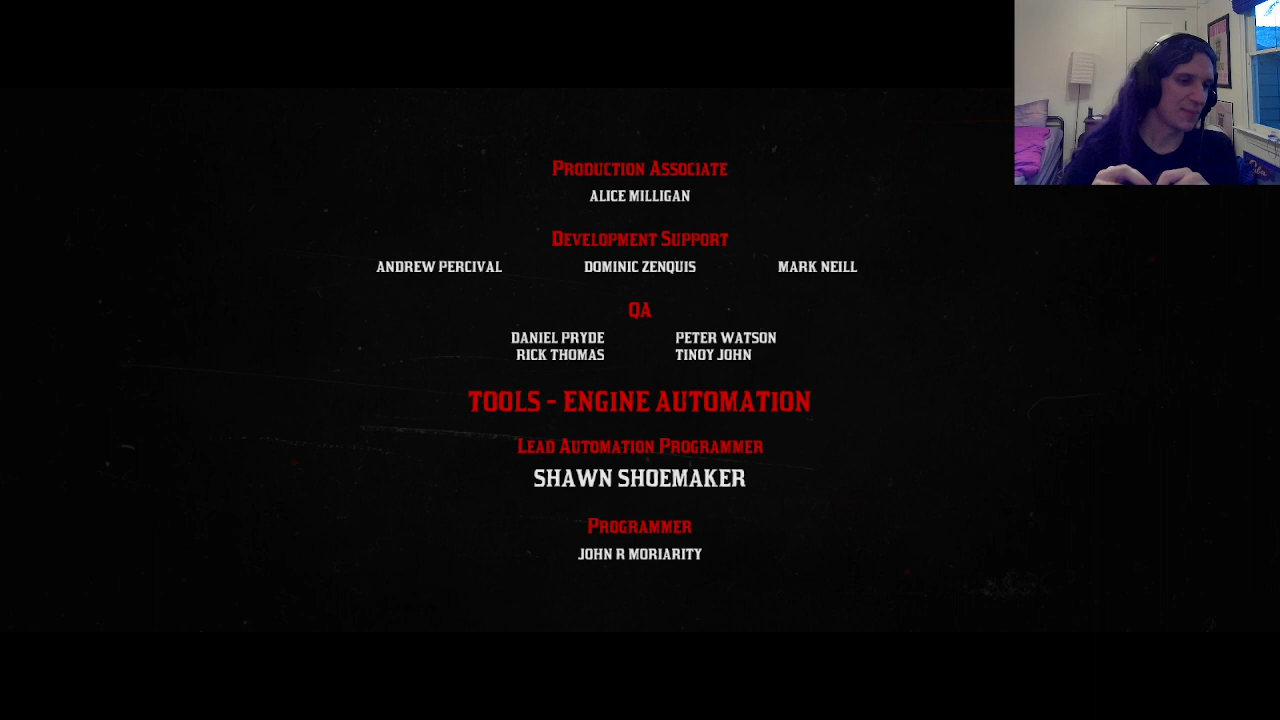 PRODUCTION ASSOCIATE
ALICE MILLIGAN
DEVELOPMENT SUPPORT
ANDREW PERCIVAL DOMINIC ZENQUIS MARK NEILL
QA
DANIEL PRYDE PETER WATSON
RICK THOMAS TINOY JOHN
TOOLS - ENGINE AUTOMATION
LEAD AUTOMATION PROGRAMMER
SHAWN SHOEMAKER
PROGRAMMER
JOHN R MORIARITY